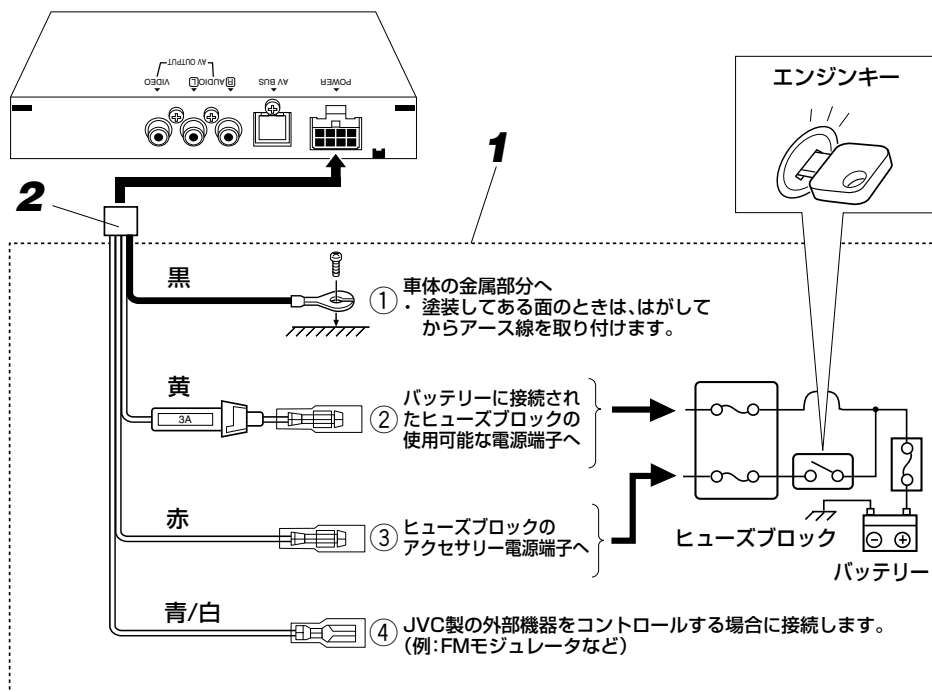 AV OUTPUT
VIDEO
L AUDIO R
AV BUS
POWER
エンジンキー
1
2
黒
① 車体の金属部分へ
・ 塗装してある面のときは、はがして
からアース線を取り付けます。
黄
3A
② バッテリーに接続され
たヒューズブロックの
使用可能な電源端子へ
赤
③ ヒューズブロックの
アクセサリー電源端子へ
ヒューズブロック
⊖ ⊕
バッテリー
青/白
④ JVC製の外部機器をコントロールする場合に接続します。
(例:FMモジュレータなど)